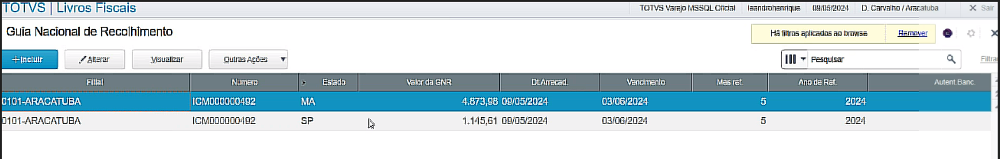 TOTVS | Livros Fiscais TOTVS Varejo MSSQL Oficial leandrohenrique 09/05/2024 D. Carvalho / Aracatuba Sair
Guia Nacional de Recolhimento Há filtros aplicados ao browse Remover
+Incluir Alterar Visualizar Outras Ações Pesquisar Filtra
Filial Numero Estado Valor da GNR Dt.Arrecad. Vencimento Mes ref. Ano de Ref. Autent.Banc.
0101-ARACATUBA ICM000000492 MA 4.873,98 09/05/2024 03/06/2024 5 2024
0101-ARACATUBA ICM000000492 SP 1.145,61 09/05/2024 03/06/2024 5 2024